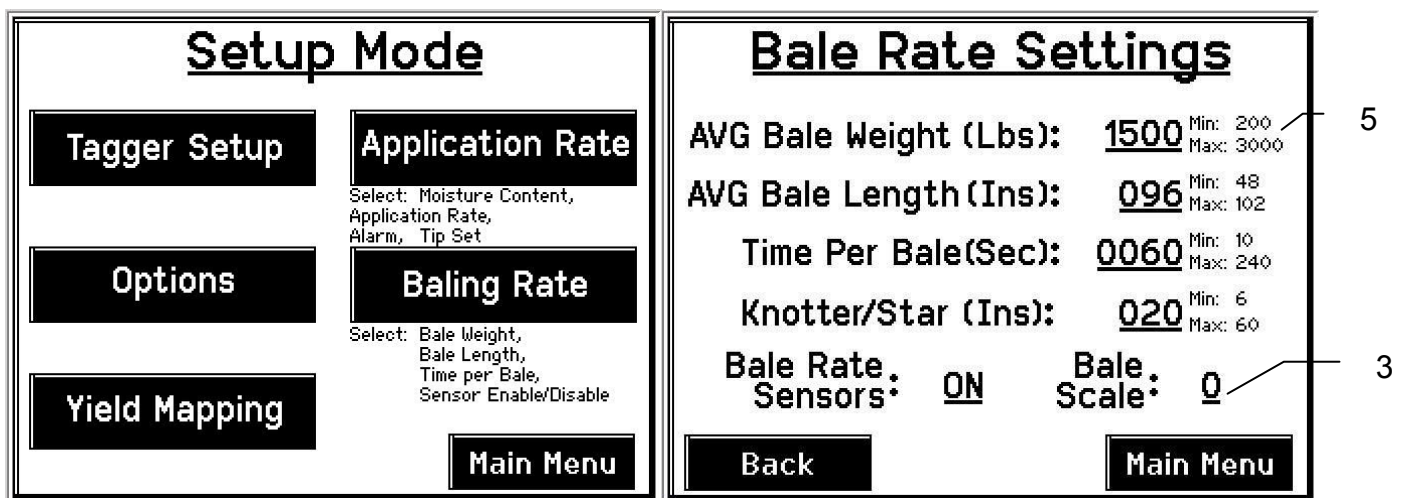 Setup Mode
Tagger Setup
Application Rate
Select: Moisture Content,
Application Rate,
Alarm, Tip Set
Options
Baling Rate
Select: Bale Weight,
Bale Length,
Time per Bale,
Sensor Enable/Disable
Yield Mapping
Main Menu
Bale Rate Settings
AVG Bale Weight (Lbs): 1500 Min: 200
Max: 3000
5
AVG Bale Length (Ins): 096 Min: 48
Max: 102
Time Per Bale(Sec): 0060 Min: 10
Max: 240
Knotter/Star (Ins): 020 Min: 6
Max: 60
Bale Rate
Sensors: ON
Bale
Scale: 0
3
Back
Main Menu